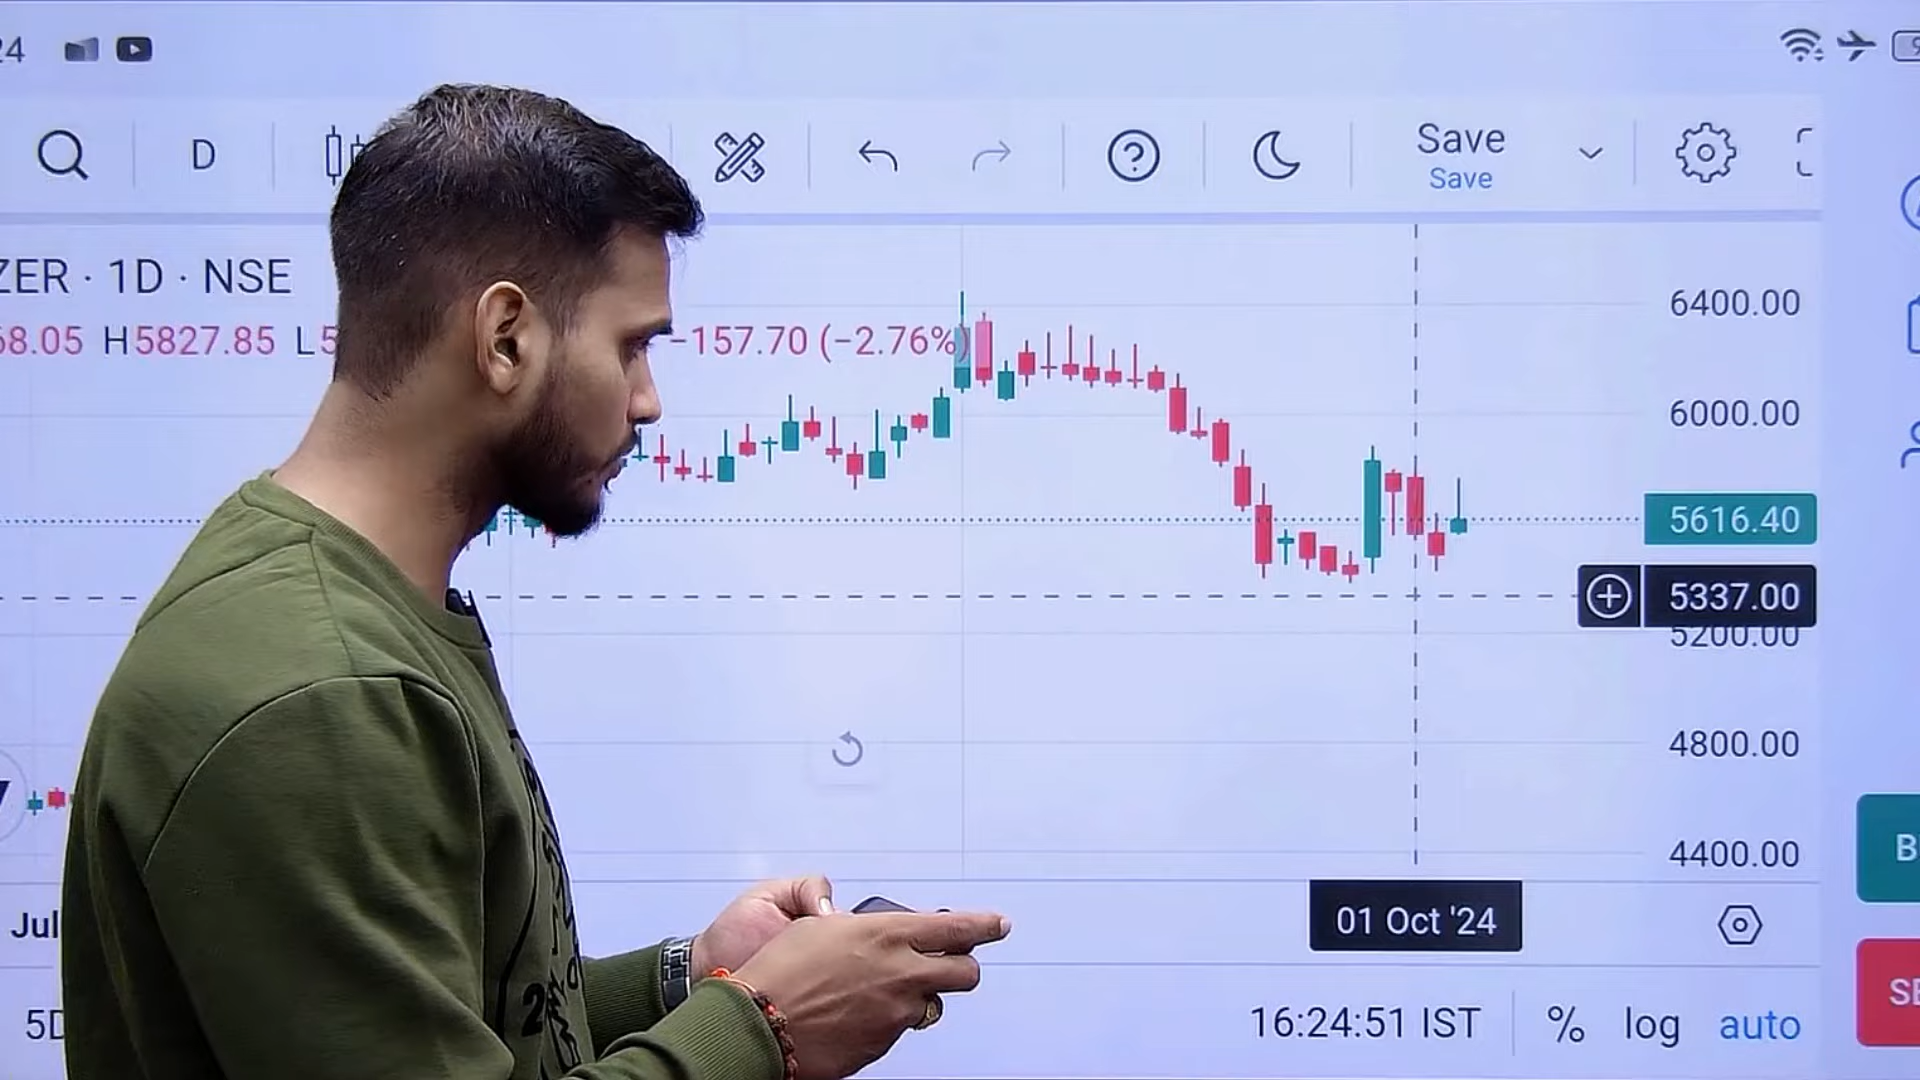 24
D
Save
Save
ZER · 1D · NSE
68.05 H5827.85 L5
−157.70 (−2.76%)
6400.00
6000.00
5616.40
5337.00
5200.00
4800.00
4400.00
Jul
01 Oct '24
5D
16:24:51 IST % log auto
B
SE